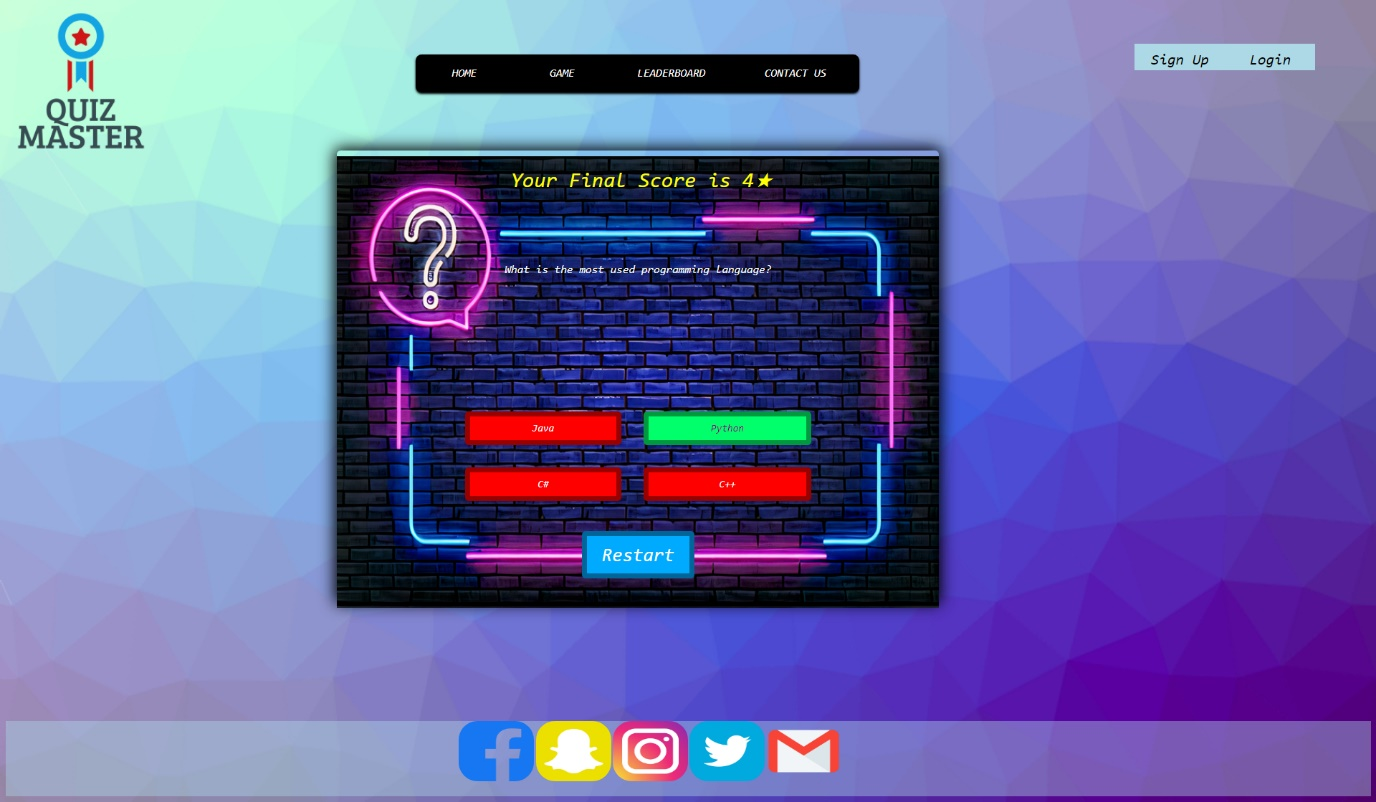 QUIZ
MASTER
HOME GAME LEADERBOARD CONTACT US
Sign Up Login
Your Final Score is 4★
What is the most used programming language?
Java Python
C# C++
Restart